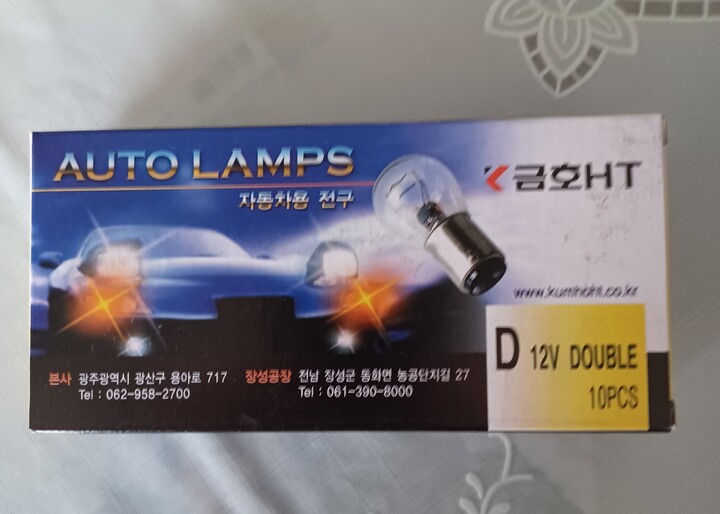 AUTO LAMPS
자동차용 전구
금호HT
www.kumhoht.co.kr
D 12V DOUBLE
10PCS
본사 광주광역시 광산구 용아로 717
Tel : 062-958-2700
장성공장 전남 장성군 동화면 농공단지길 27
Tel : 061-390-8000